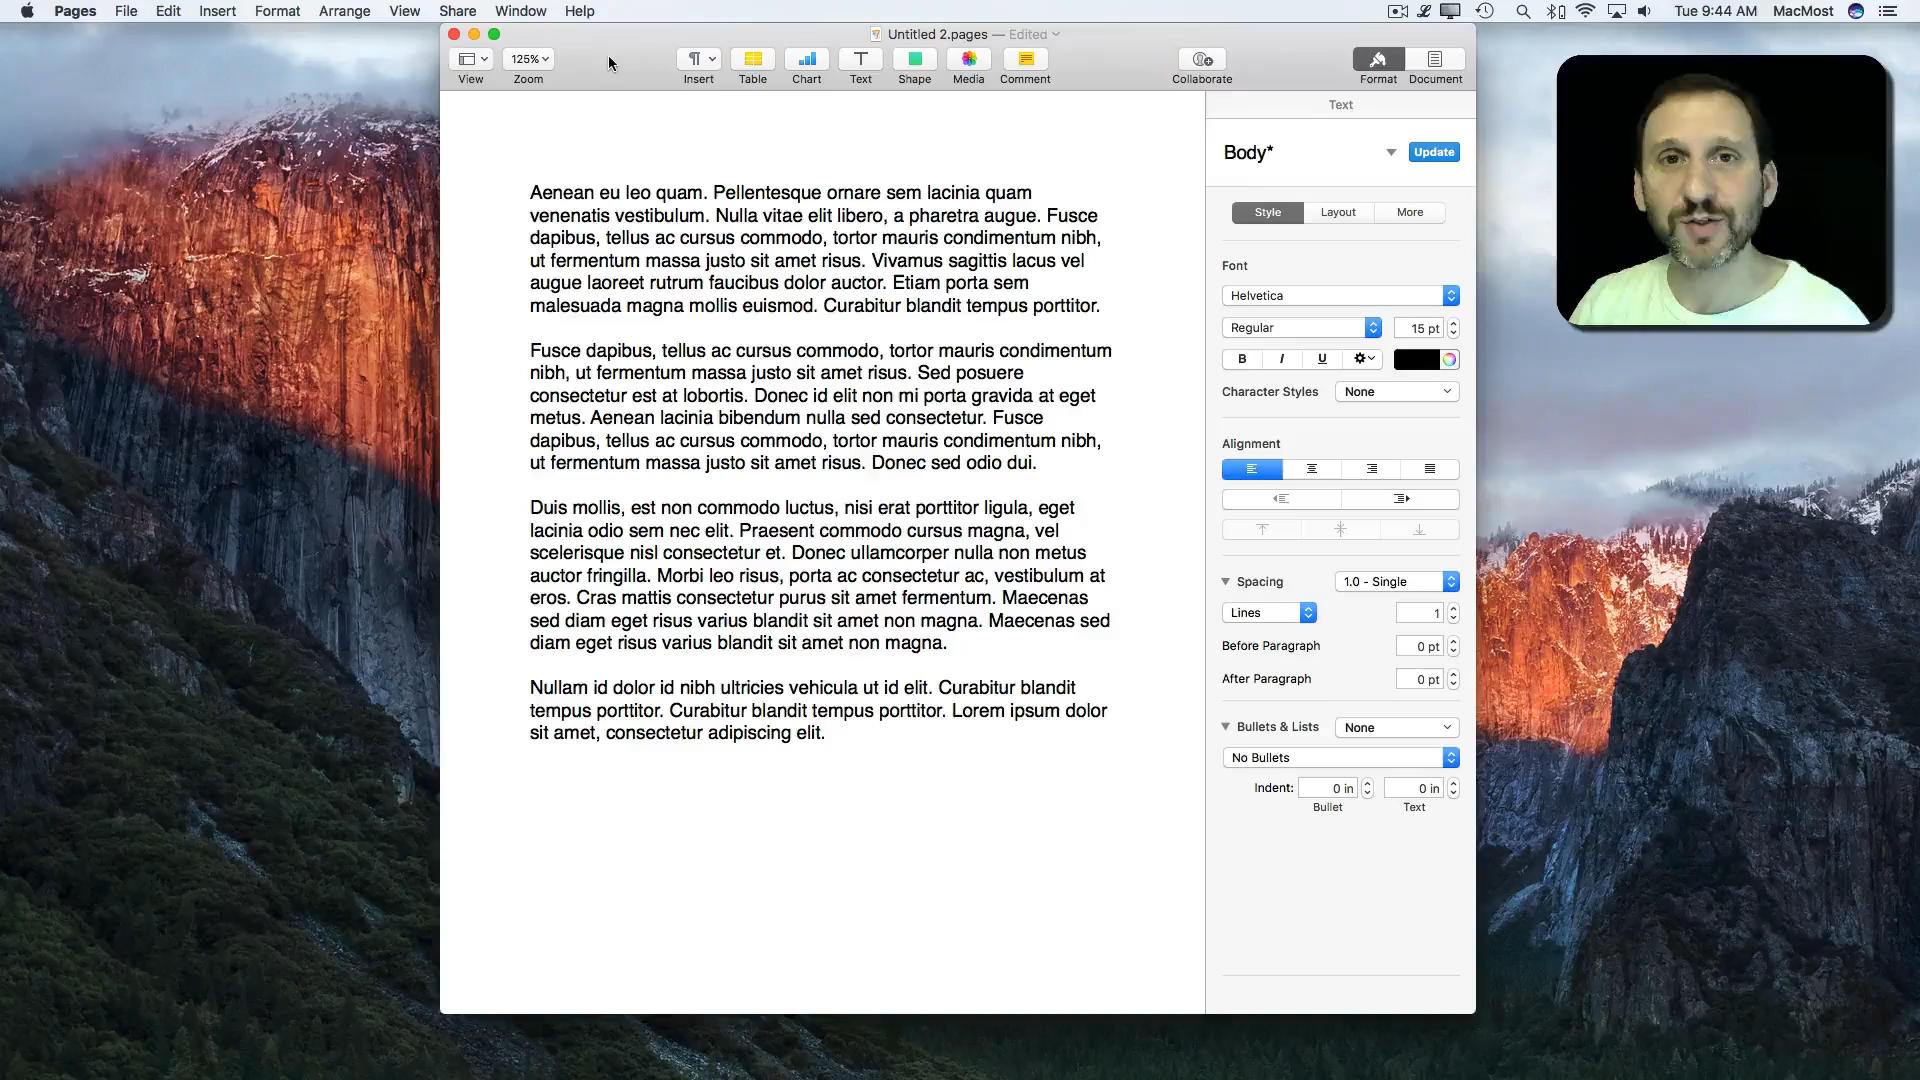 Pages File Edit Insert Format Arrange View Share Window Help Tue 9:44 AM MacMost
Untitled 2.pages — Edited
125%
View Zoom Insert Table Chart Text Shape Media Comment Collaborate Format Document
Text
Body* Update
Style Layout More
Font
Helvetica
Regular 15 pt
B I U
Character Styles None
Alignment
Spacing 1.0 - Single
Lines 1
Before Paragraph 0 pt
After Paragraph 0 pt
Bullets & Lists None
No Bullets
Indent: 0 in 0 in
Bullet Text
Aenean eu leo quam. Pellentesque ornare sem lacinia quam
venenatis vestibulum. Nulla vitae elit libero, a pharetra augue. Fusce
dapibus, tellus ac cursus commodo, tortor mauris condimentum nibh,
ut fermentum massa justo sit amet risus. Vivamus sagittis lacus vel
augue laoreet rutrum faucibus dolor auctor. Etiam porta sem
malesuada magna mollis euismod. Curabitur blandit tempus porttitor.
Fusce dapibus, tellus ac cursus commodo, tortor mauris condimentum
nibh, ut fermentum massa justo sit amet risus. Sed posuere
consectetur est at lobortis. Donec id elit non mi porta gravida at eget
metus. Aenean lacinia bibendum nulla sed consectetur. Fusce
dapibus, tellus ac cursus commodo, tortor mauris condimentum nibh,
ut fermentum massa justo sit amet risus. Donec sed odio dui.
Duis mollis, est non commodo luctus, nisi erat porttitor ligula, eget
lacinia odio sem nec elit. Praesent commodo cursus magna, vel
scelerisque nisl consectetur et. Donec ullamcorper nulla non metus
auctor fringilla. Morbi leo risus, porta ac consectetur ac, vestibulum at
eros. Cras mattis consectetur purus sit amet fermentum. Maecenas
sed diam eget risus varius blandit sit amet non magna. Maecenas sed
diam eget risus varius blandit sit amet non magna.
Nullam id dolor id nibh ultricies vehicula ut id elit. Curabitur blandit
tempus porttitor. Curabitur blandit tempus porttitor. Lorem ipsum dolor
sit amet, consectetur adipiscing elit.